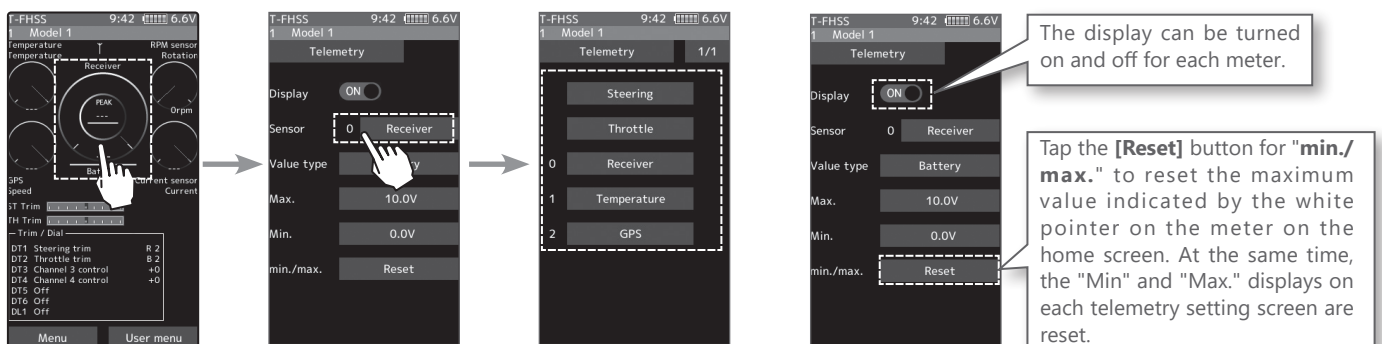 T-FHSS 9:42 6.6V
1 Model 1
Temperature RPM sensor
Temperature Rotation
Receiver
PEAK
---
--- 0rpm
--- ---
GPS Current sensor
Speed Current
ST Trim
TH Trim
Trim / Dial
DT1 Steering trim R 2
DT2 Throttle trim B 2
DT3 Channel 3 control +0
DT4 Channel 4 control +0
DT5 Off
DT6 Off
DL1 Off
Menu User menu
T-FHSS 9:42 6.6V
1 Model 1
Telemetry
Display ON
Sensor 0 Receiver
Value type
Max. 10.0V
Min. 0.0V
min./max. Reset
T-FHSS 9:42 6.6V
1 Model 1
Telemetry 1/1
Steering
Throttle
0 Receiver
1 Temperature
2 GPS
T-FHSS 9:42 6.6V
1 Model 1
Telemetry
Display ON
Sensor 0 Receiver
Value type Battery
Max. 10.0V
Min. 0.0V
min./max. Reset
The display can be turned
on and off for each meter.
Tap the [Reset] button for "min./
max." to reset the maximum
value indicated by the white
pointer on the meter on the
home screen. At the same time,
the "Min" and "Max." displays on
each telemetry setting screen are
reset.